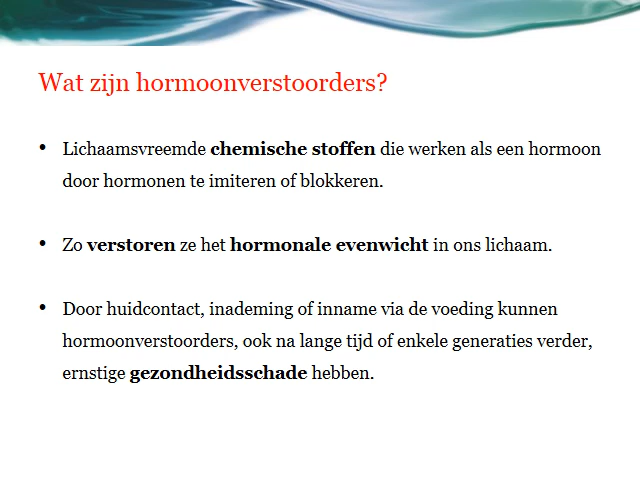 Wat zijn hormoonverstoorders?
• Lichaamsvreemde chemische stoffen die werken als een hormoon
door hormonen te imiteren of blokkeren.
• Zo verstoren ze het hormonale evenwicht in ons lichaam.
• Door huidcontact, inademing of inname via de voeding kunnen
hormoonverstoorders, ook na lange tijd of enkele generaties verder,
ernstige gezondheidsschade hebben.